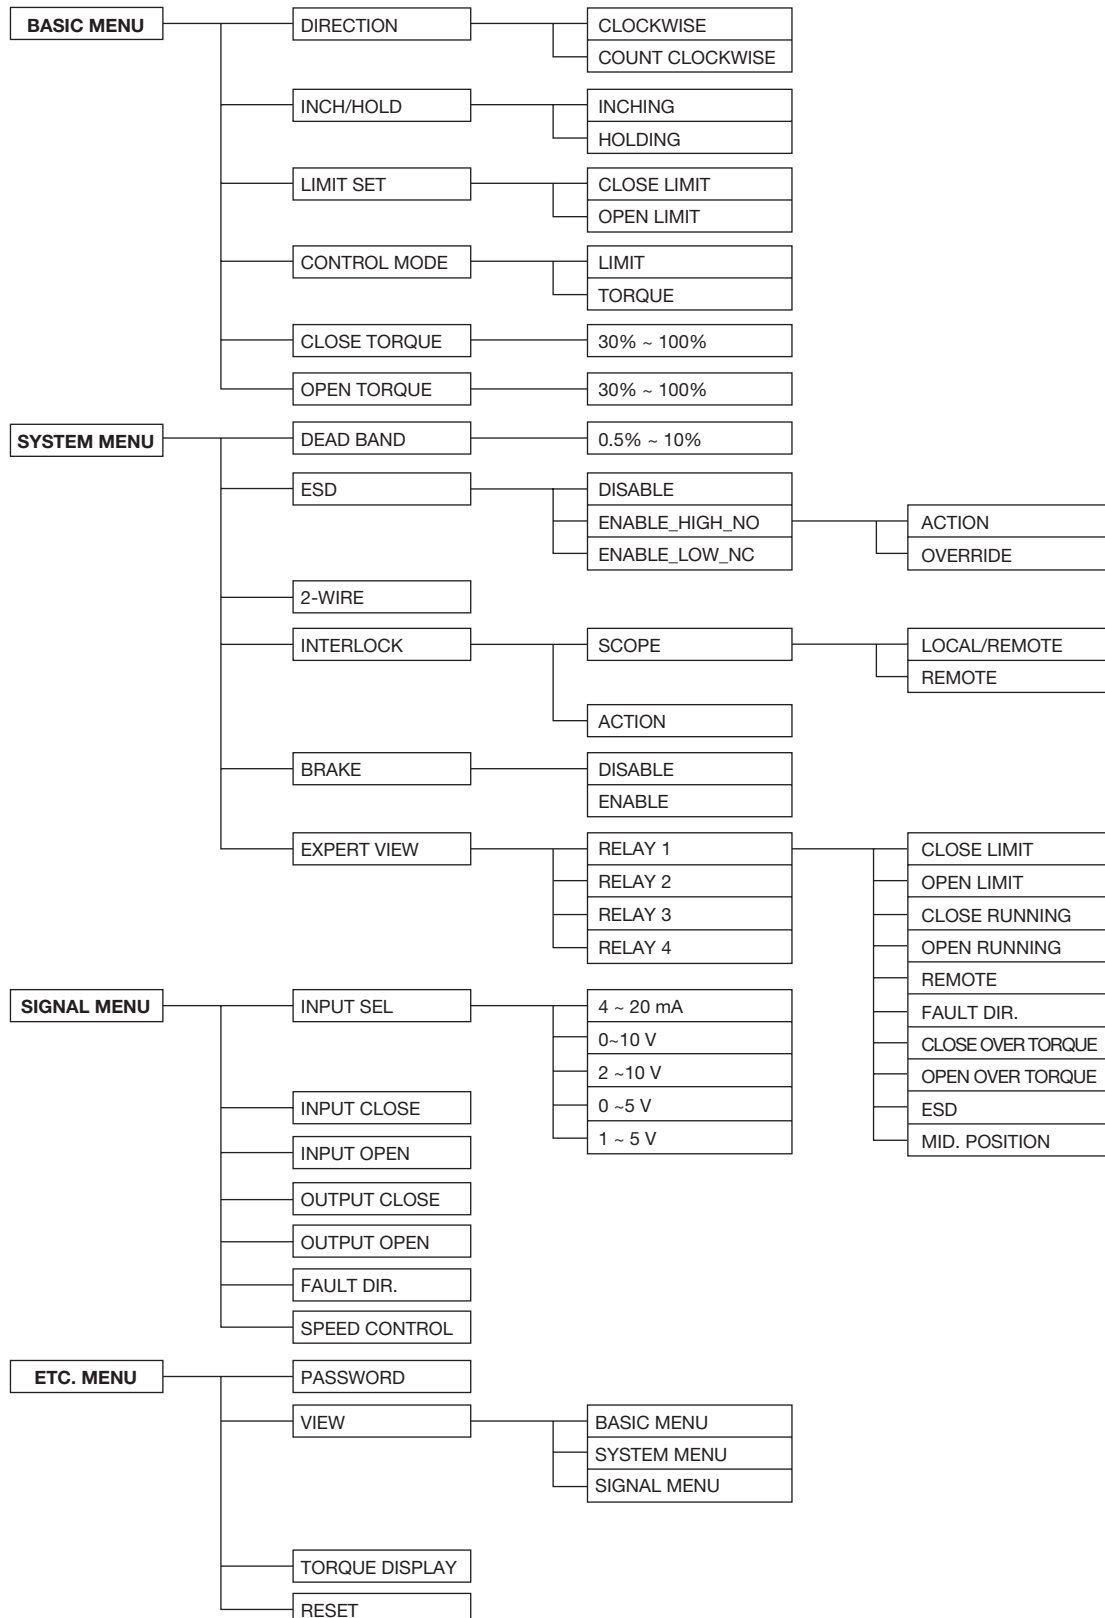 BASIC MENU
DIRECTION
CLOCKWISE
COUNT CLOCKWISE
INCH/HOLD
INCHING
HOLDING
LIMIT SET
CLOSE LIMIT
OPEN LIMIT
CONTROL MODE
LIMIT
TORQUE
CLOSE TORQUE
30% ~ 100%
OPEN TORQUE
30% ~ 100%
SYSTEM MENU
DEAD BAND
0.5% ~ 10%
ESD
DISABLE
ENABLE_HIGH_NO
ACTION
ENABLE_LOW_NC
OVERRIDE
2-WIRE
INTERLOCK
SCOPE
LOCAL/REMOTE
REMOTE
ACTION
BRAKE
DISABLE
ENABLE
EXPERT VIEW
RELAY 1
RELAY 2
RELAY 3
RELAY 4
CLOSE LIMIT
OPEN LIMIT
CLOSE RUNNING
OPEN RUNNING
REMOTE
FAULT DIR.
CLOSE OVER TORQUE
OPEN OVER TORQUE
ESD
MID. POSITION
SIGNAL MENU
INPUT SEL
4 ~ 20 mA
0~10 V
2 ~10 V
0 ~5 V
1 ~ 5 V
INPUT CLOSE
INPUT OPEN
OUTPUT CLOSE
OUTPUT OPEN
FAULT DIR.
SPEED CONTROL
ETC. MENU
PASSWORD
VIEW
BASIC MENU
SYSTEM MENU
SIGNAL MENU
TORQUE DISPLAY
RESET